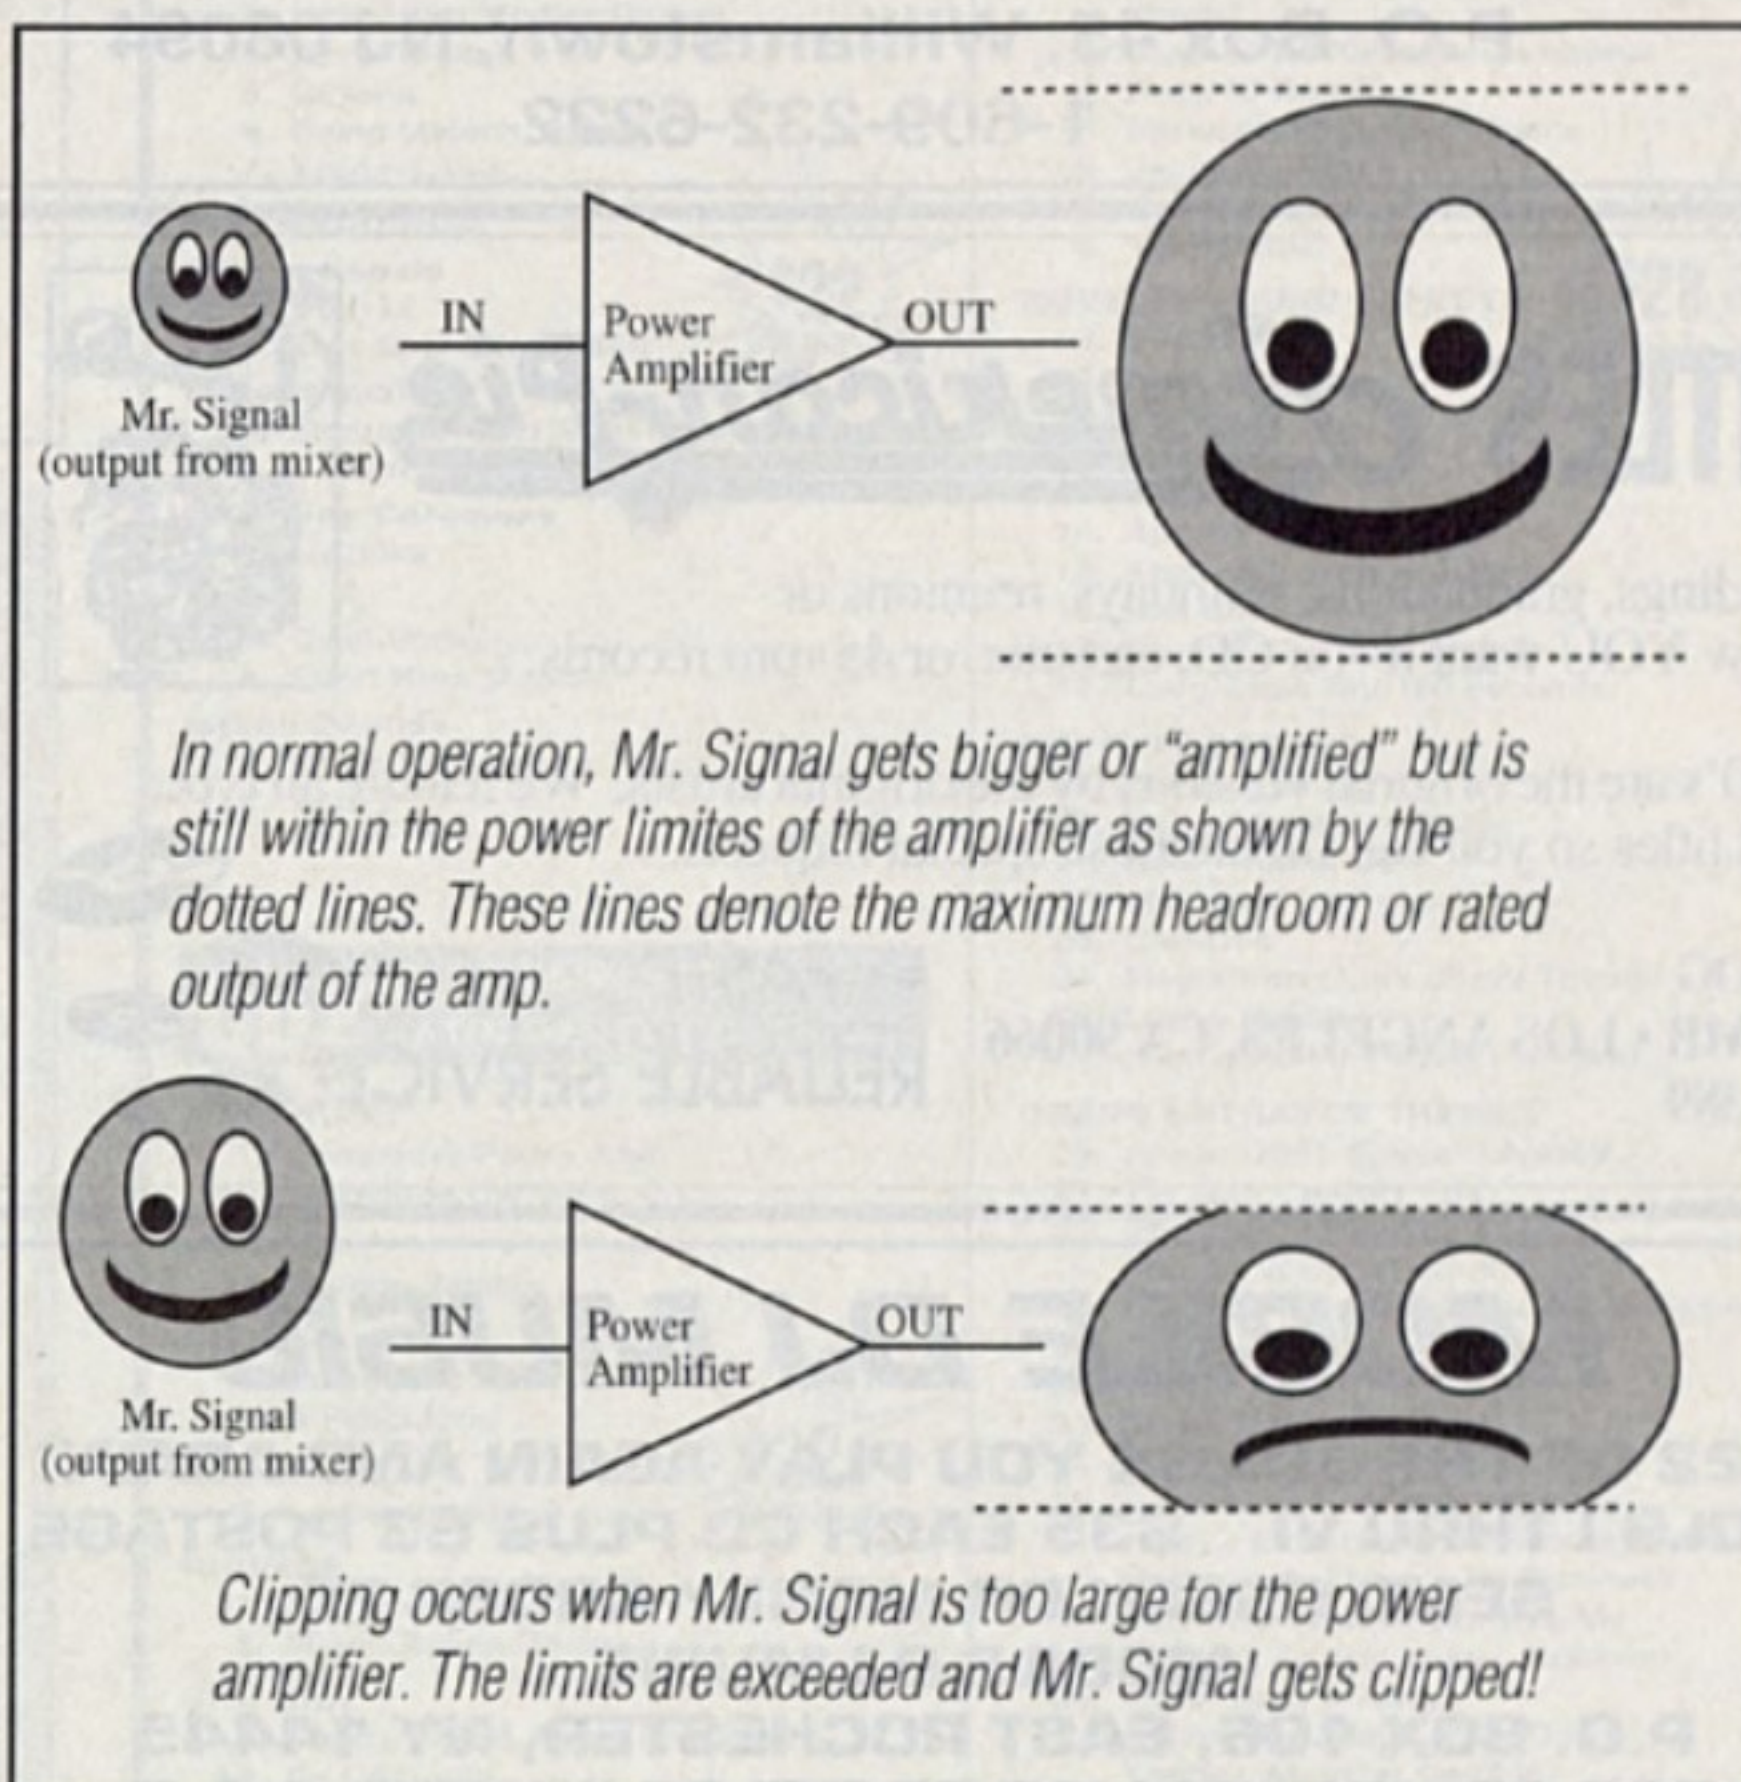 IN
Power
Amplifier
OUT
Mr. Signal
(output from mixer)
In normal operation, Mr. Signal gets bigger or “amplified” but is
still within the power limites of the amplifier as shown by the
dotted lines. These lines denote the maximum headroom or rated
output of the amp.
IN
Power
Amplifier
OUT
Mr. Signal
(output from mixer)
Clipping occurs when Mr. Signal is too large for the power
amplifier. The limits are exceeded and Mr. Signal gets clipped!